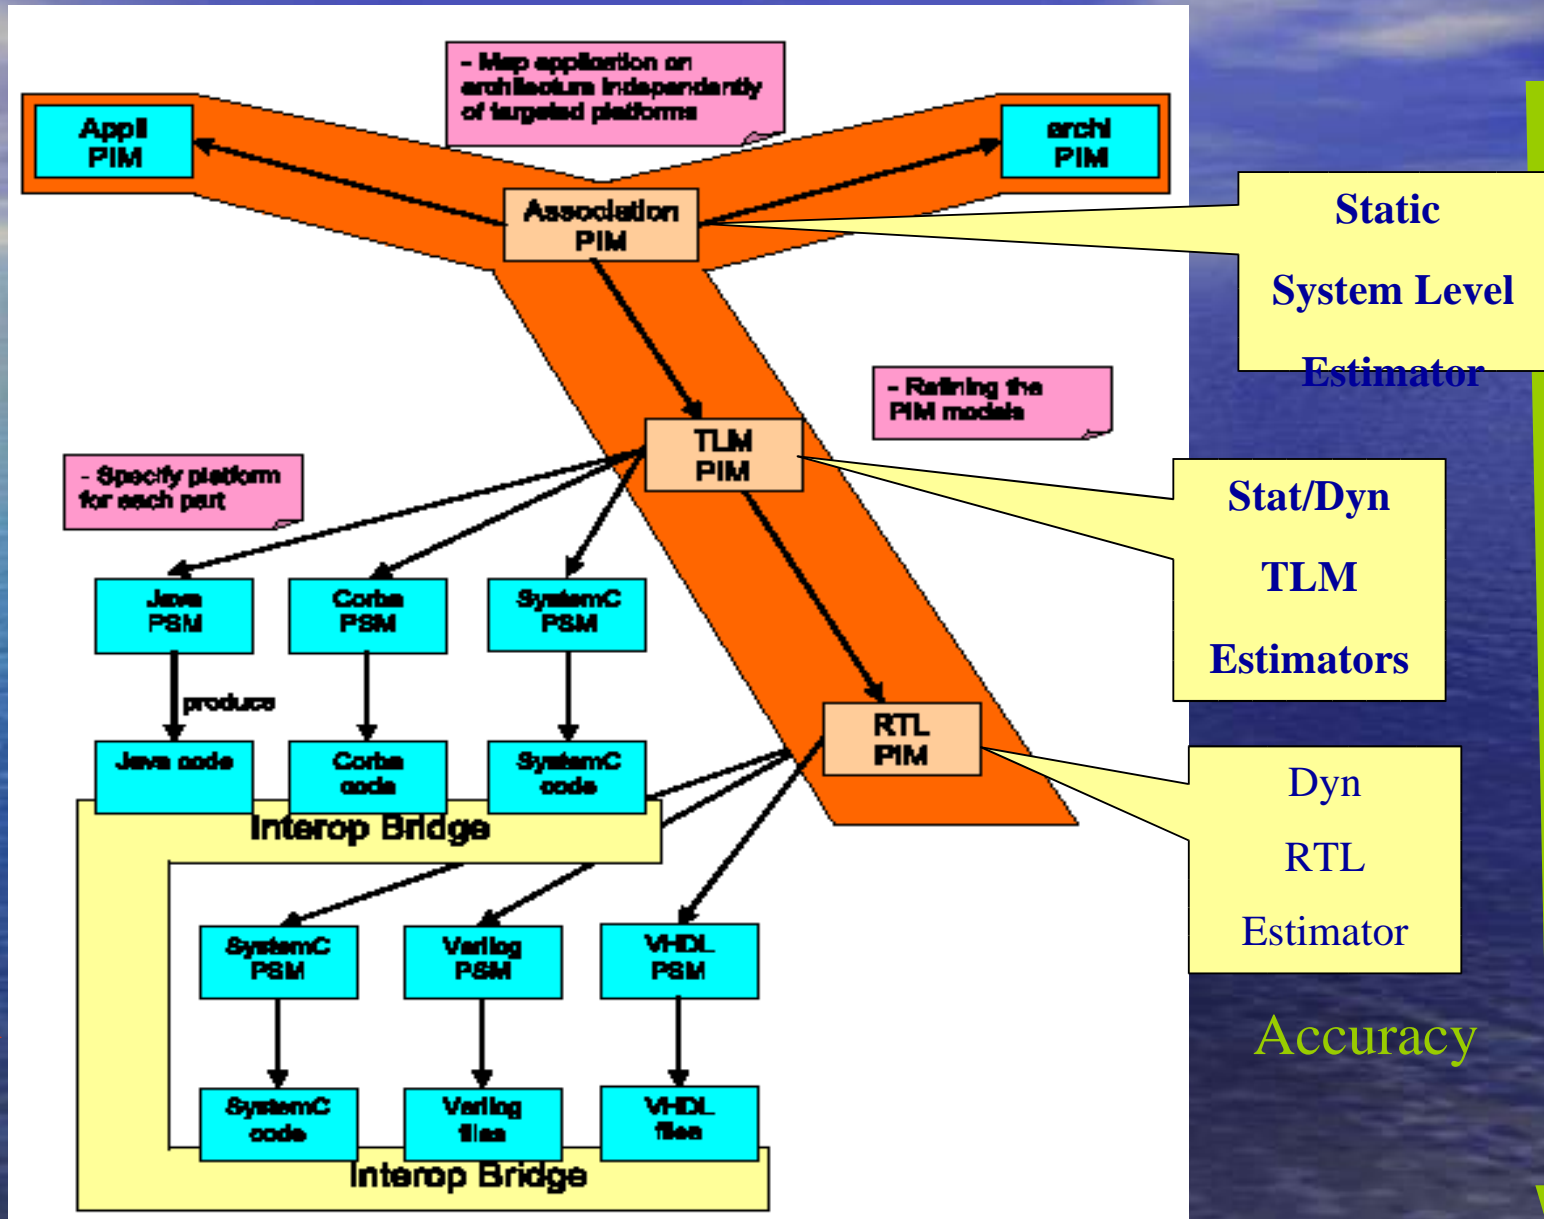 - Map application on
architecture independently
of targeted platforms
Appli
PIM
archi
PIM
Association
PIM
Static
System Level
Estimator
- Refining the
PIM models
TLM
PIM
- Specify platform
for each part
Stat/Dyn
TLM
Estimators
Java
PSM
Corba
PSM
SystemC
PSM
produce
RTL
PIM
Java code
Corba
code
SystemC
code
Dyn
RTL
Estimator
Interop Bridge
SystemC
PSM
Verilog
PSM
VHDL
PSM
Accuracy
SystemC
code
Verilog
files
VHDL
files
Interop Bridge